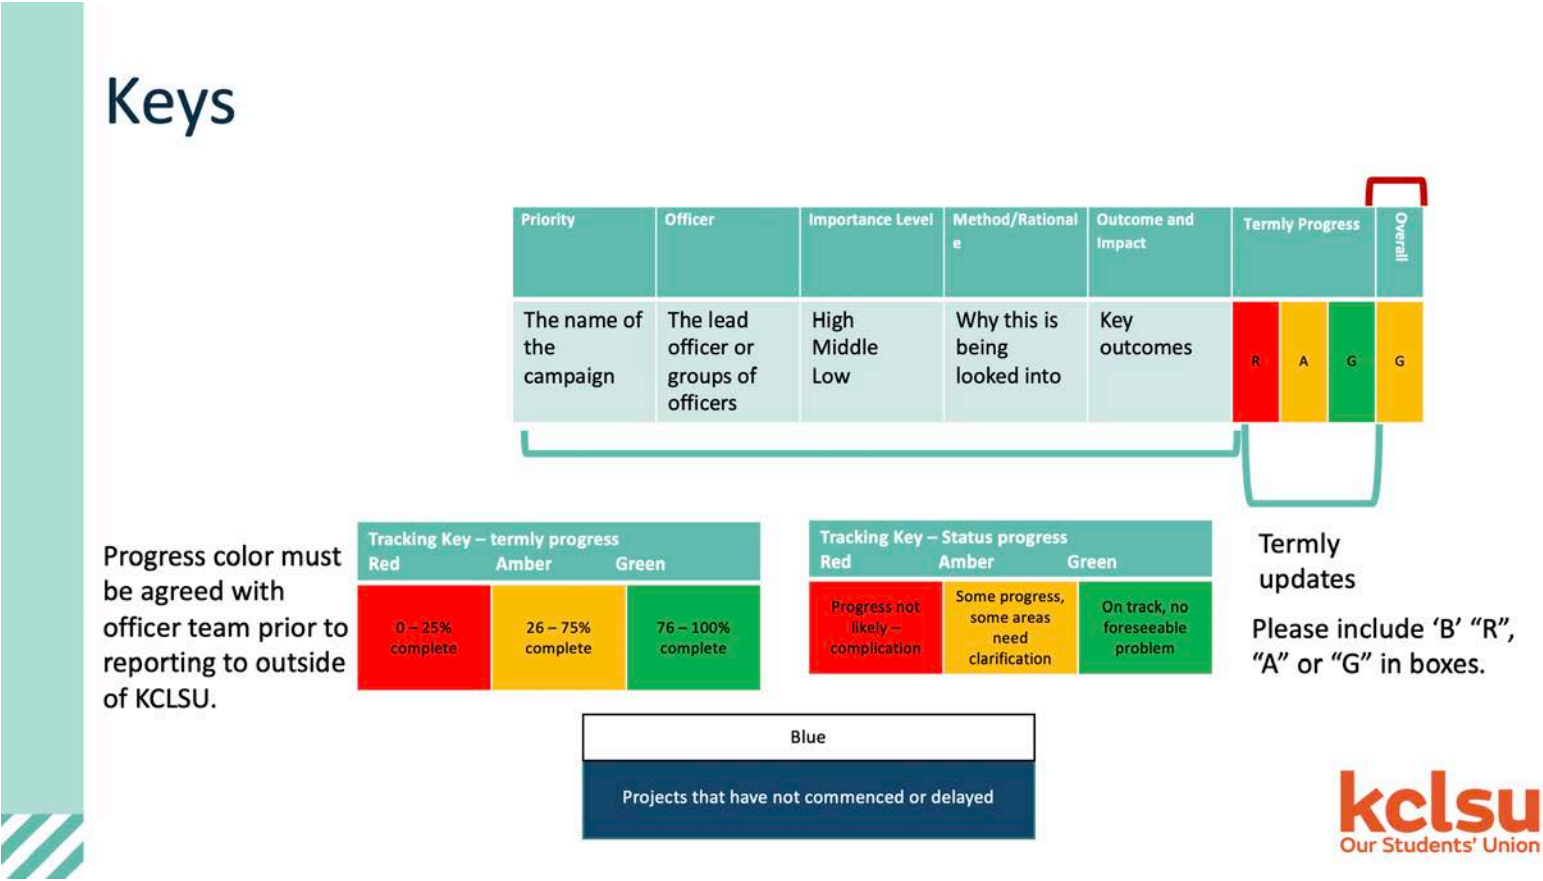 Keys
Priority
Officer
Importance Level
Method/Rational
e
Outcome and
Impact
Termly Progress
Overall
The name of
the
campaign
The lead
officer or
groups of
officers
High
Middle
Low
Why this is
being
looked into
Key
outcomes
R
A
G
G
Progress color must
be agreed with
officer team prior to
reporting to outside
of KCLSU.
Tracking Key – termly progress
Red Amber Green
0 – 25%
complete
26 – 75%
complete
76 – 100%
complete
Tracking Key – Status progress
Red Amber Green
Progress not
likely –
complication
Some progress,
some areas
need
clarification
On track, no
foreseeable
problem
Termly
updates
Please include ‘B’ “R”,
“A” or “G” in boxes.
Blue
Projects that have not commenced or delayed
kclsu
Our Students’ Union